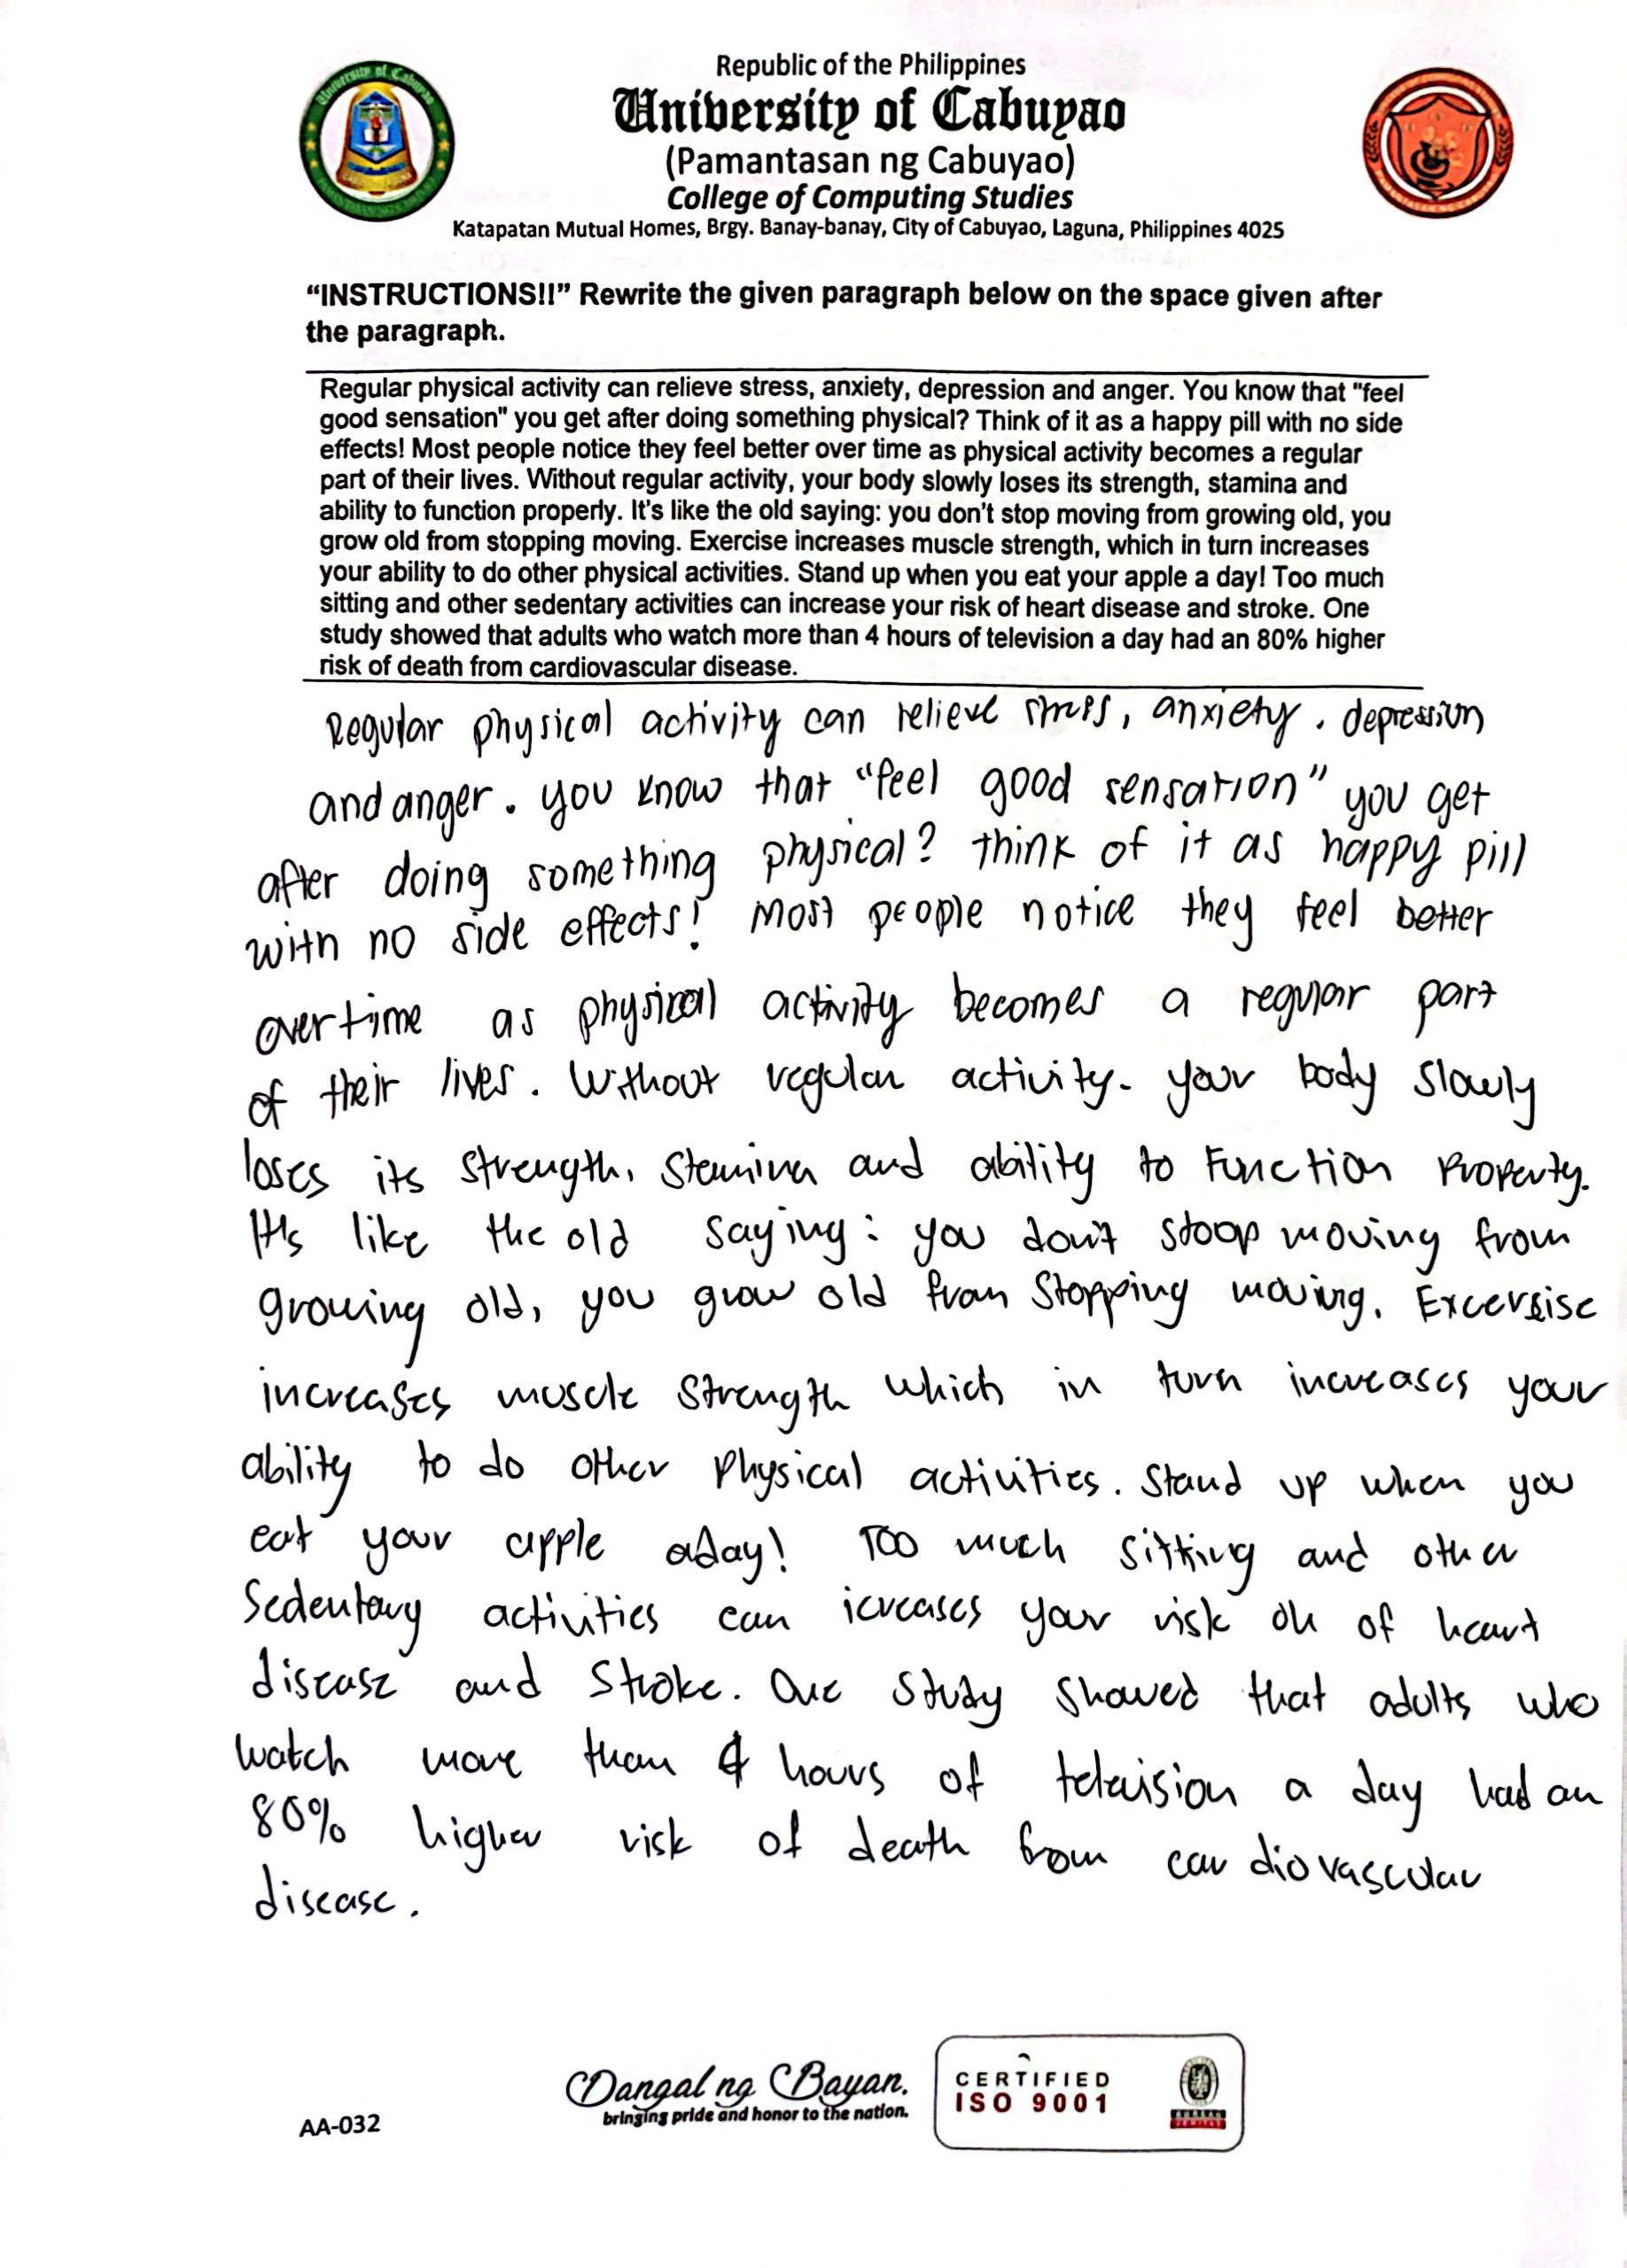 Republic of the Philippines
University of Cabuyao
(Pamantasan ng Cabuyao)
College of Computing Studies
Katapatan Mutual Homes, Brgy. Banay-banay, City of Cabuyao, Laguna, Philippines 4025
“INSTRUCTIONS!!” Rewrite the given paragraph below on the space given after
the paragraph.
Regular physical activity can relieve stress, anxiety, depression and anger. You know that "feel
good sensation" you get after doing something physical? Think of it as a happy pill with no side
effects! Most people notice they feel better over time as physical activity becomes a regular
part of their lives. Without regular activity, your body slowly loses its strength, stamina and
ability to function properly. It's like the old saying: you don't stop moving from growing old, you
grow old from stopping moving. Exercise increases muscle strength, which in turn increases
your ability to do other physical activities. Stand up when you eat your apple a day! Too much
sitting and other sedentary activities can increase your risk of heart disease and stroke. One
study showed that adults who watch more than 4 hours of television a day had an 80% higher
risk of death from cardiovascular disease.
Regular physical activity can relieve stress, anxiety, depression
and anger. you know that "feel good sensation" you get
after doing something physical? think of it as happy pill
with no side effects! Most people notice they feel better
over time as physical activity becomes a regular part
of their lives. Without regular activity. your body slowly
loses its strength, stamina and ability to function property.
It's like the old saying: you don't stoop moving from
growing old, you grow old from stopping moving. Excersise
increases muscle strength which in turn increases your
ability to do other physical activities. Stand up when you
eat your apple aday! Too much sitting and other
Sedentary activities can icreases your risk oh of heart
disease and stroke. One study showed that adults who
watch more than 4 hours of television a day had an
80% higher risk of death from cardiovascular
disease.
AA-032
Dangal ng Bayan.
bringing pride and honor to the nation.
CERTIFIED
ISO 9001